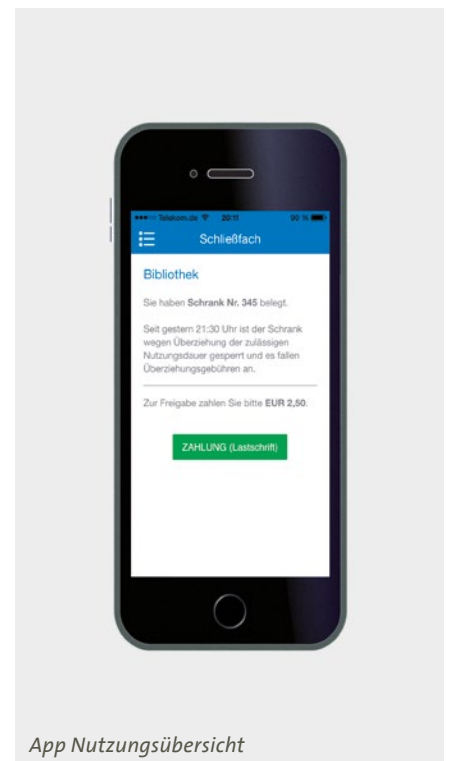 Telekom.de 20:11 90 %
Schließfach
Bibliothek
Sie haben Schrank Nr. 345 belegt.
Seit gestern 21:30 Uhr ist der Schrank
wegen Überziehung der zulässigen
Nutzungsdauer gesperrt und es fallen
Überziehungsgebühren an.
Zur Freigabe zahlen Sie bitte EUR 2,50.
ZAHLUNG (Lastschrift)
App Nutzungsübersicht